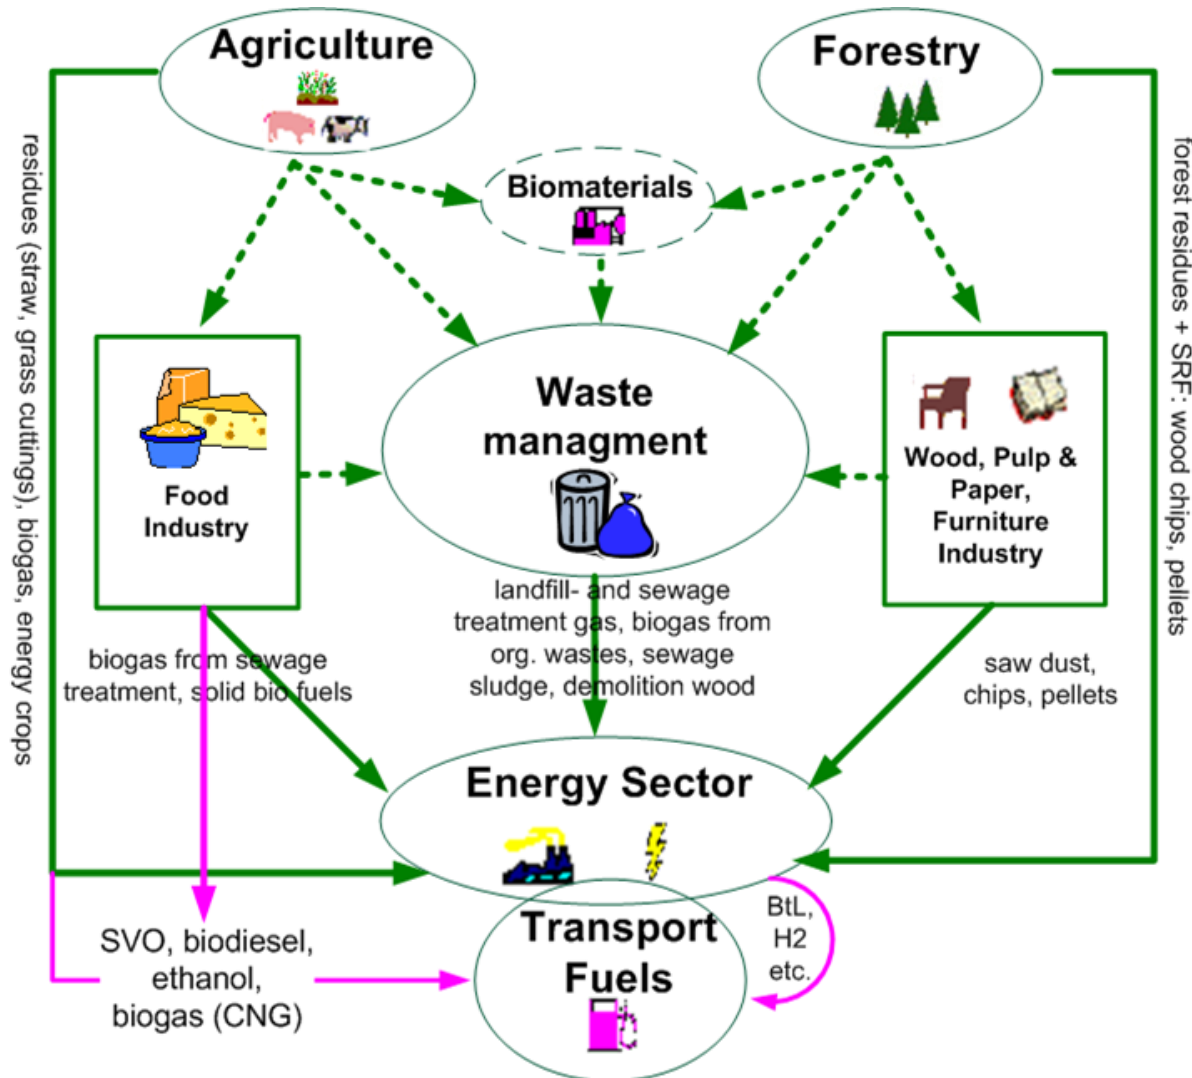 Agriculture
Forestry
Biomaterials
residues (straw, grass cuttings), biogas, energy crops
forest residues + SRF: wood chips, pellets
Waste
managment
Food
Industry
Wood, Pulp &
Paper,
Furniture
Industry
landfill- and sewage
treatment gas, biogas from
org. wastes, sewage
sludge, demolition wood
biogas from sewage
treatment, solid bio fuels
saw dust,
chips, pellets
Energy Sector
SVO, biodiesel,
ethanol,
biogas (CNG)
Transport
Fuels
BtL,
H2
etc.